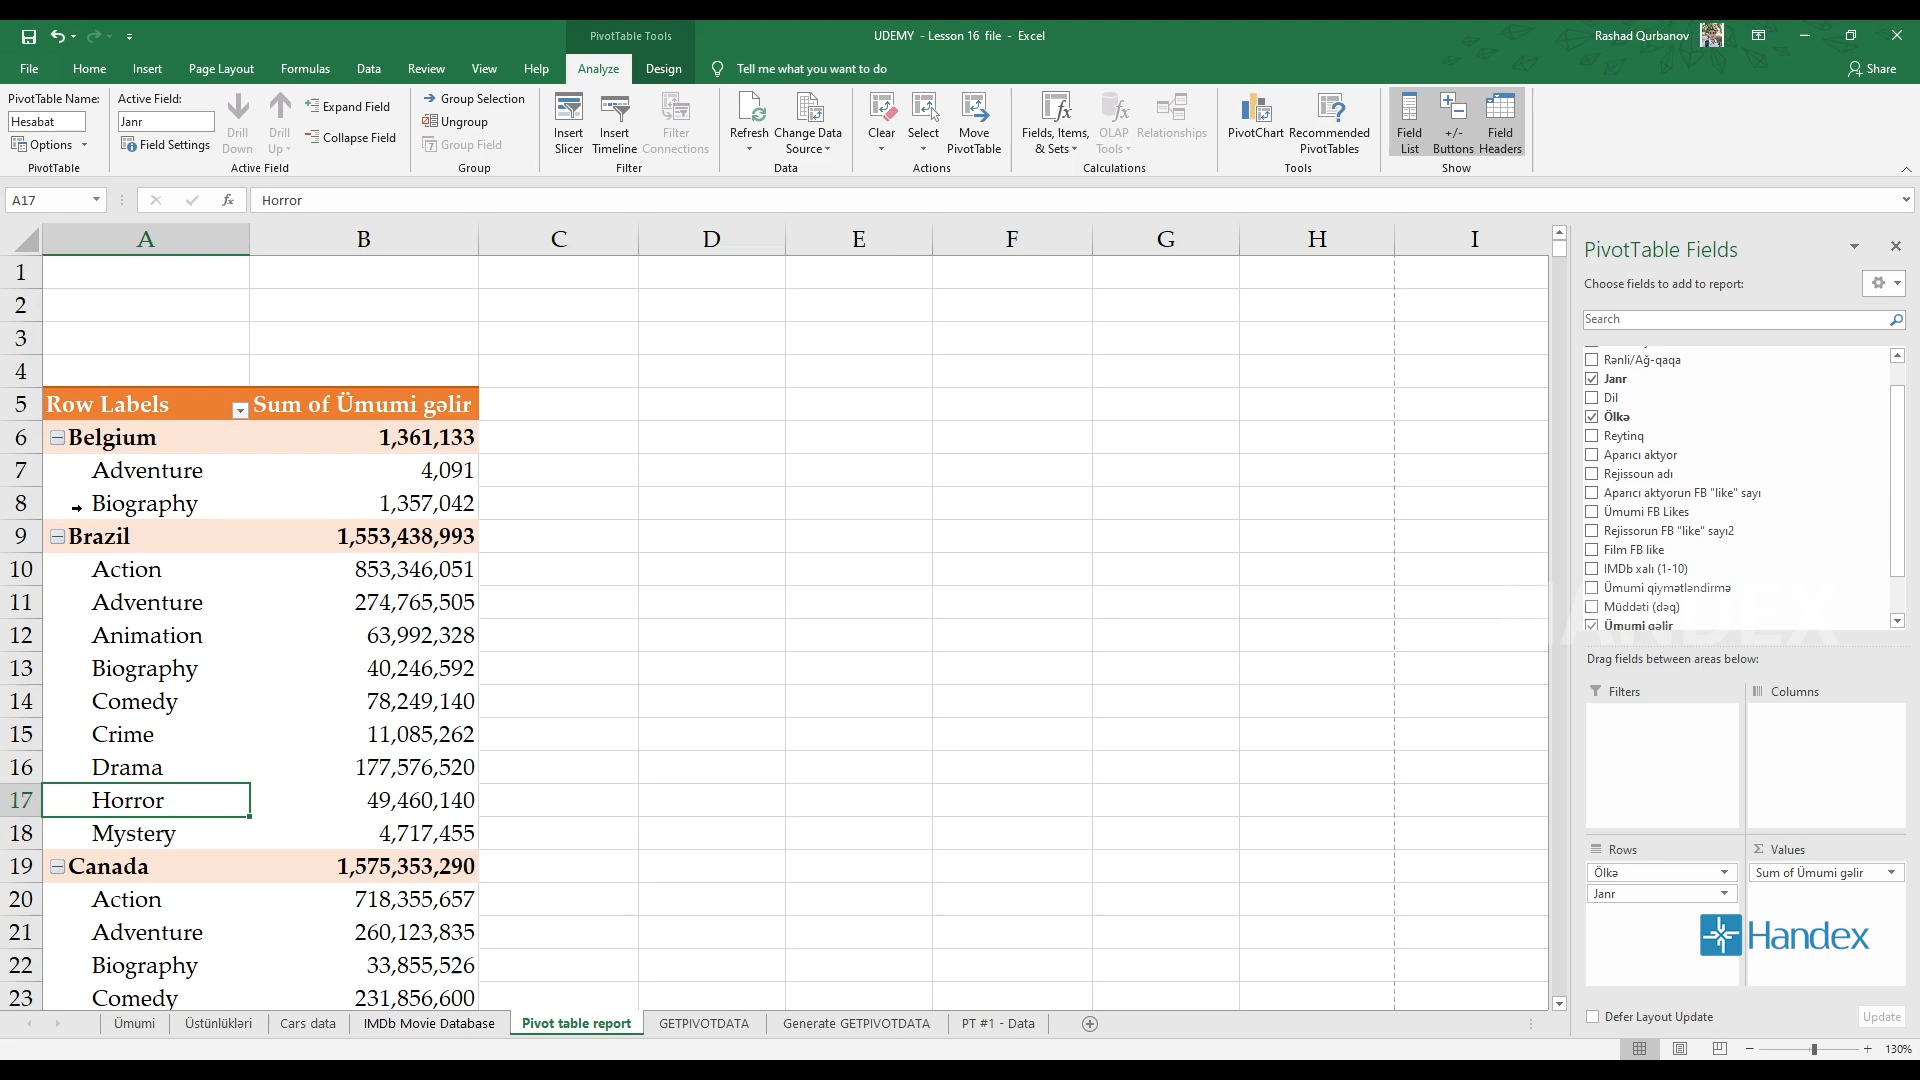 PivotTable Tools
UDEMY - Lesson 16 file - Excel
Rashad Qurbanov
File Home Insert Page Layout Formulas Data Review View Help Analyze Design Tell me what you want to do Share
PivotTable Name:
Hesabat
Options
PivotTable
Active Field:
Janr
Field Settings
Drill Down
Drill Up
Expand Field
Collapse Field
Active Field
Group Selection
Ungroup
Group Field
Group
Insert Slicer
Insert Timeline
Filter Connections
Filter
Refresh
Change Data Source
Data
Clear
Select
Move PivotTable
Actions
Fields, Items, & Sets
OLAP Tools
Relationships
Calculations
PivotChart
Recommended PivotTables
Tools
Field List
+/- Buttons
Field Headers
Show
A17 fx Horror
A B C D E F G H I
1
2
3
4
5 Row Labels Sum of Ümumi gəlir
6 Belgium 1,361,133
7 Adventure 4,091
8 Biography 1,357,042
9 Brazil 1,553,438,993
10 Action 853,346,051
11 Adventure 274,765,505
12 Animation 63,992,328
13 Biography 40,246,592
14 Comedy 78,249,140
15 Crime 11,085,262
16 Drama 177,576,520
17 Horror 49,460,140
18 Mystery 4,717,455
19 Canada 1,575,353,290
20 Action 718,355,657
21 Adventure 260,123,835
22 Biography 33,855,526
23 Comedy 231,856,600
PivotTable Fields
Choose fields to add to report:
Search
Rənli/Ağ-qaqa
Janr
Dil
Ölkə
Reytinq
Aparıcı aktyor
Rejissoun adı
Aparıcı aktyorun FB "like" sayı
Ümumi FB Likes
Rejissorun FB "like" sayı2
Film FB like
IMDb xalı (1-10)
Ümumi qiymətləndirmə
Müddəti (dəq)
Ümumi gəlir
HANDEX
Drag fields between areas below:
Filters
Columns
Rows
Ölkə
Janr
Values
Sum of Ümumi gəlir
Handex
Defer Layout Update
Update
Ümumi Üstünlükləri Cars data IMDb Movie Database Pivot table report GETPIVOTDATA Generate GETPIVOTDATA PT #1 - Data
130%